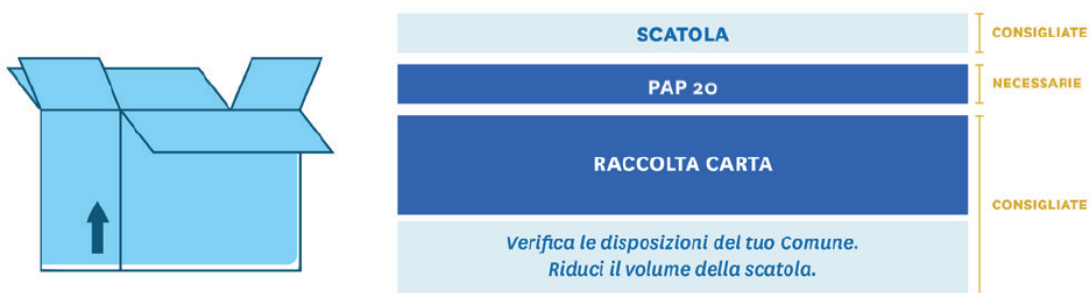 SCATOLA
CONSIGLIATE
PAP 20
NECESSARIE
RACCOLTA CARTA
CONSIGLIATE
Verifica le disposizioni del tuo Comune.
Riduci il volume della scatola.